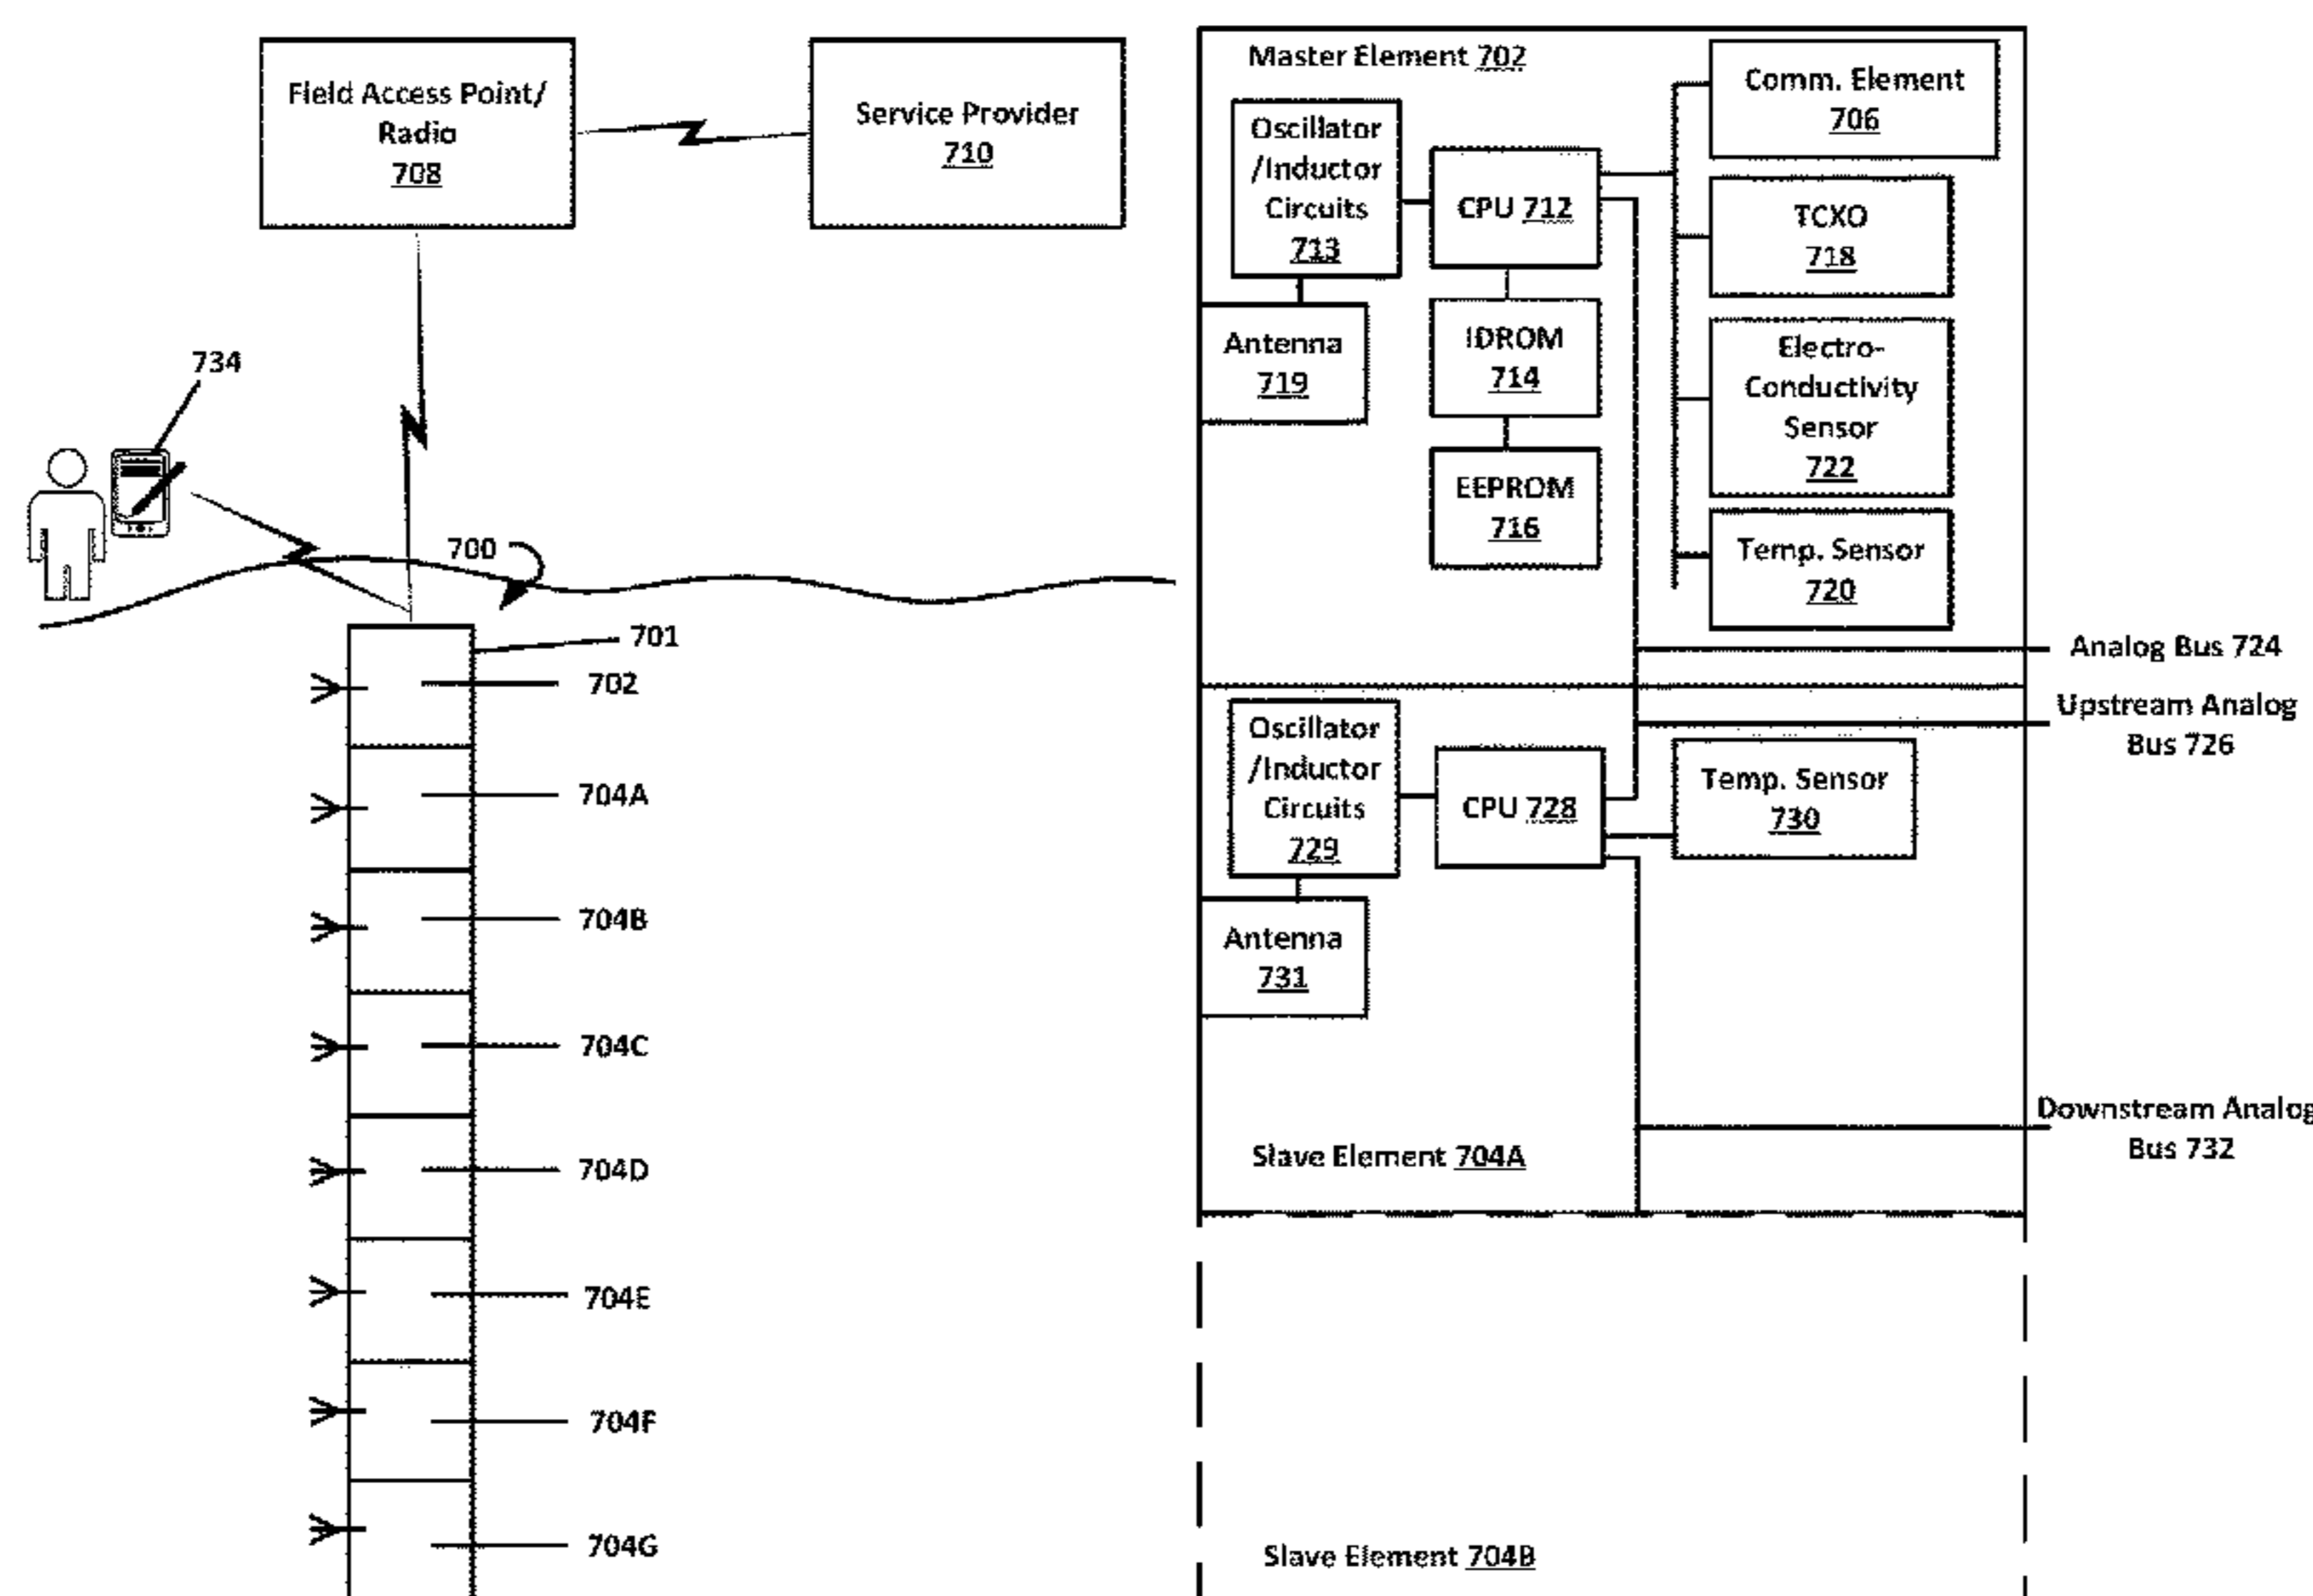 Field Access Point/
Radio
708
Service Provider
710
734
700
701
702
704A
704B
704C
704D
704E
704F
704G
Master Element 702
Oscillator
/Inductor
Circuits
713
CPU 712
Comm. Element
706
TCXO
718
Antenna
719
IDROM
714
Electro-
Conductivity
Sensor
722
EEPROM
716
Temp. Sensor
720
Analog Bus 724
Upstream Analog
Bus 726
Oscillator
/Inductor
Circuits
729
CPU 728
Temp. Sensor
730
Antenna
731
Downstream Analog
Bus 732
Slave Element 704A
Slave Element 704B